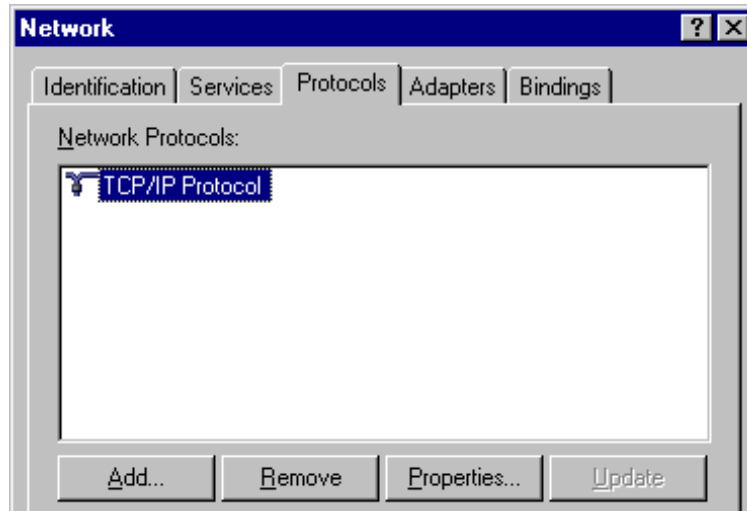 Network
Identification Services Protocols Adapters Bindings
Network Protocols:
TCP/IP Protocol
Add... Remove Properties... Update